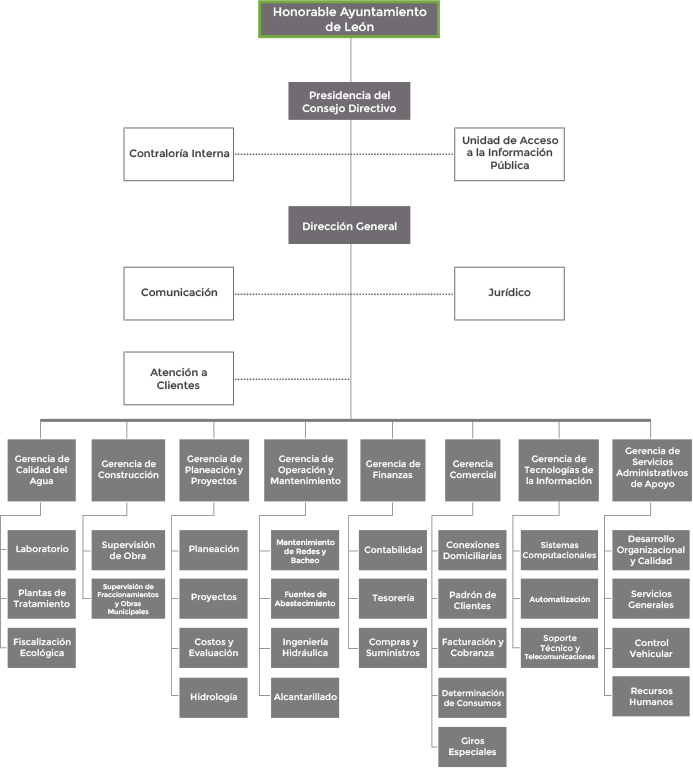 Honorable Ayuntamiento
de León
Presidencia del
Consejo Directivo
Contraloría Interna
Unidad de Acceso
a la Información
Pública
Dirección General
Comunicación
Jurídico
Atención a
Clientes
Gerencia de
Calidad del
Agua
Gerencia de
Construcción
Gerencia de
Planeación y
Proyectos
Gerencia de
Operación y
Mantenimiento
Gerencia de
Finanzas
Gerencia
Comercial
Gerencia de
Tecnologías de
la Información
Gerencia de
Servicios
Administrativos
de Apoyo
Laboratorio
Plantas de
Tratamiento
Fiscalización
Ecológica
Supervisión
de Obra
Supervisión de
Fraccionamientos
y Obras
Municipales
Planeación
Proyectos
Costos y
Evaluación
Hidrología
Mantenimiento
de Redes y
Bacheo
Fuentes de
Abastecimiento
Ingeniería
Hidráulica
Alcantarillado
Contabilidad
Tesorería
Compras y
Suministros
Conexiones
Domiciliarias
Padrón de
Clientes
Facturación y
Cobranza
Determinación
de Consumos
Giros
Especiales
Sistemas
Computacionales
Automatización
Soporte
Técnico y
Telecomunicaciones
Desarrollo
Organizacional
y Calidad
Servicios
Generales
Control
Vehicular
Recursos
Humanos